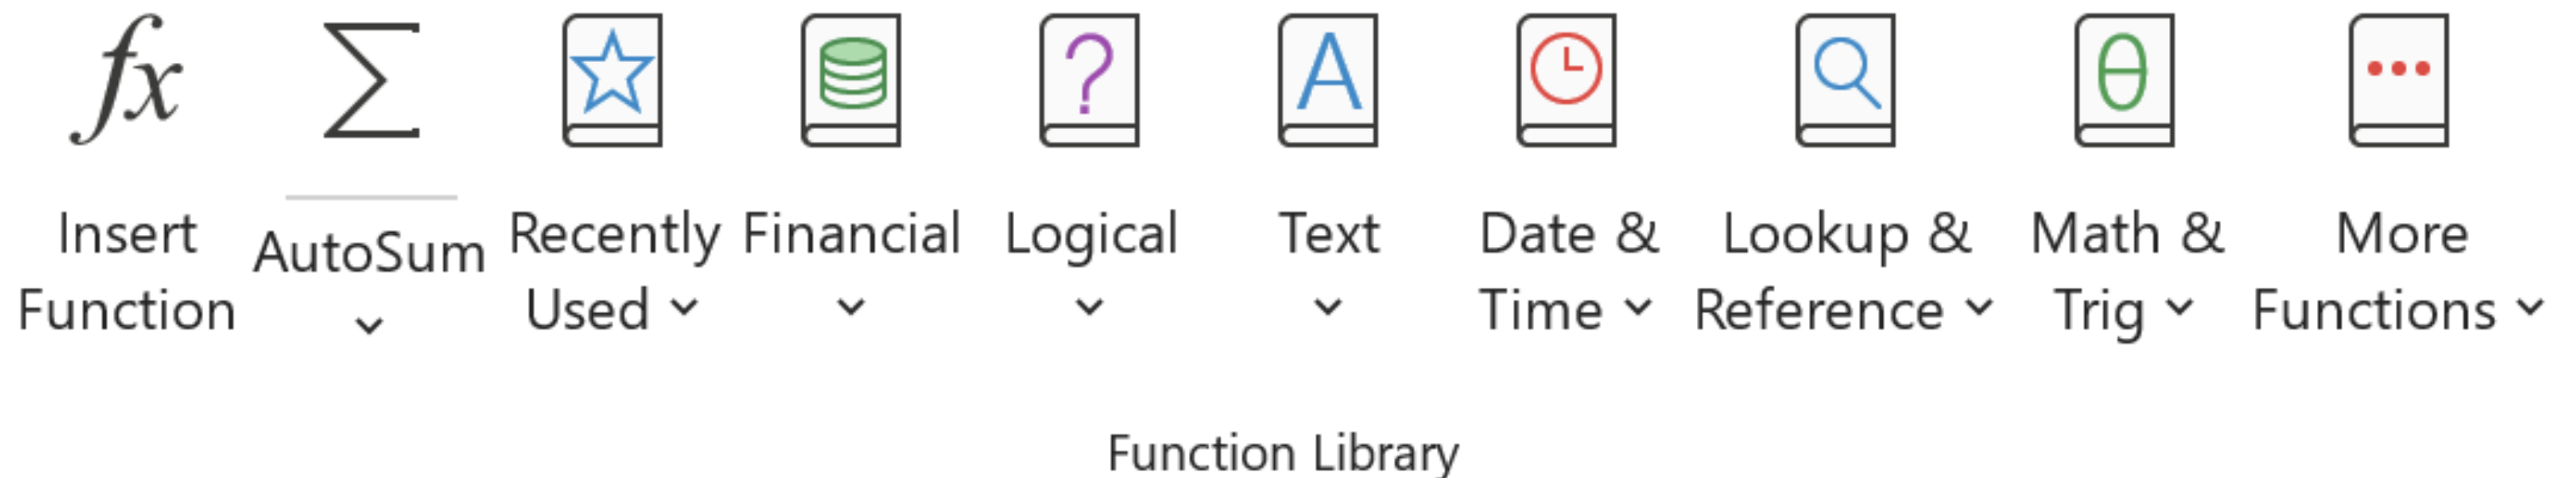 Insert
Function
AutoSum
Recently
Used
Financial
Logical
Text
Date &
Time
Lookup &
Reference
Math &
Trig
More
Functions
Function Library